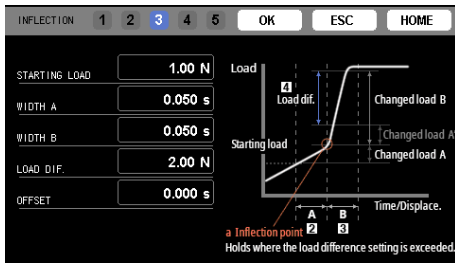 INFLECTION 1 2 3 4 5 OK ESC HOME
STARTING LOAD 1.00 N
WIDTH A 0.050 s
WIDTH B 0.050 s
LOAD DIF. 2.00 N
OFFSET 0.000 s
Load
4
Load dif.
Changed load B
Changed load A'
Starting load
Changed load A
Time/Displace.
A B
2 3
a Inflection point
Holds where the load difference setting is exceeded.